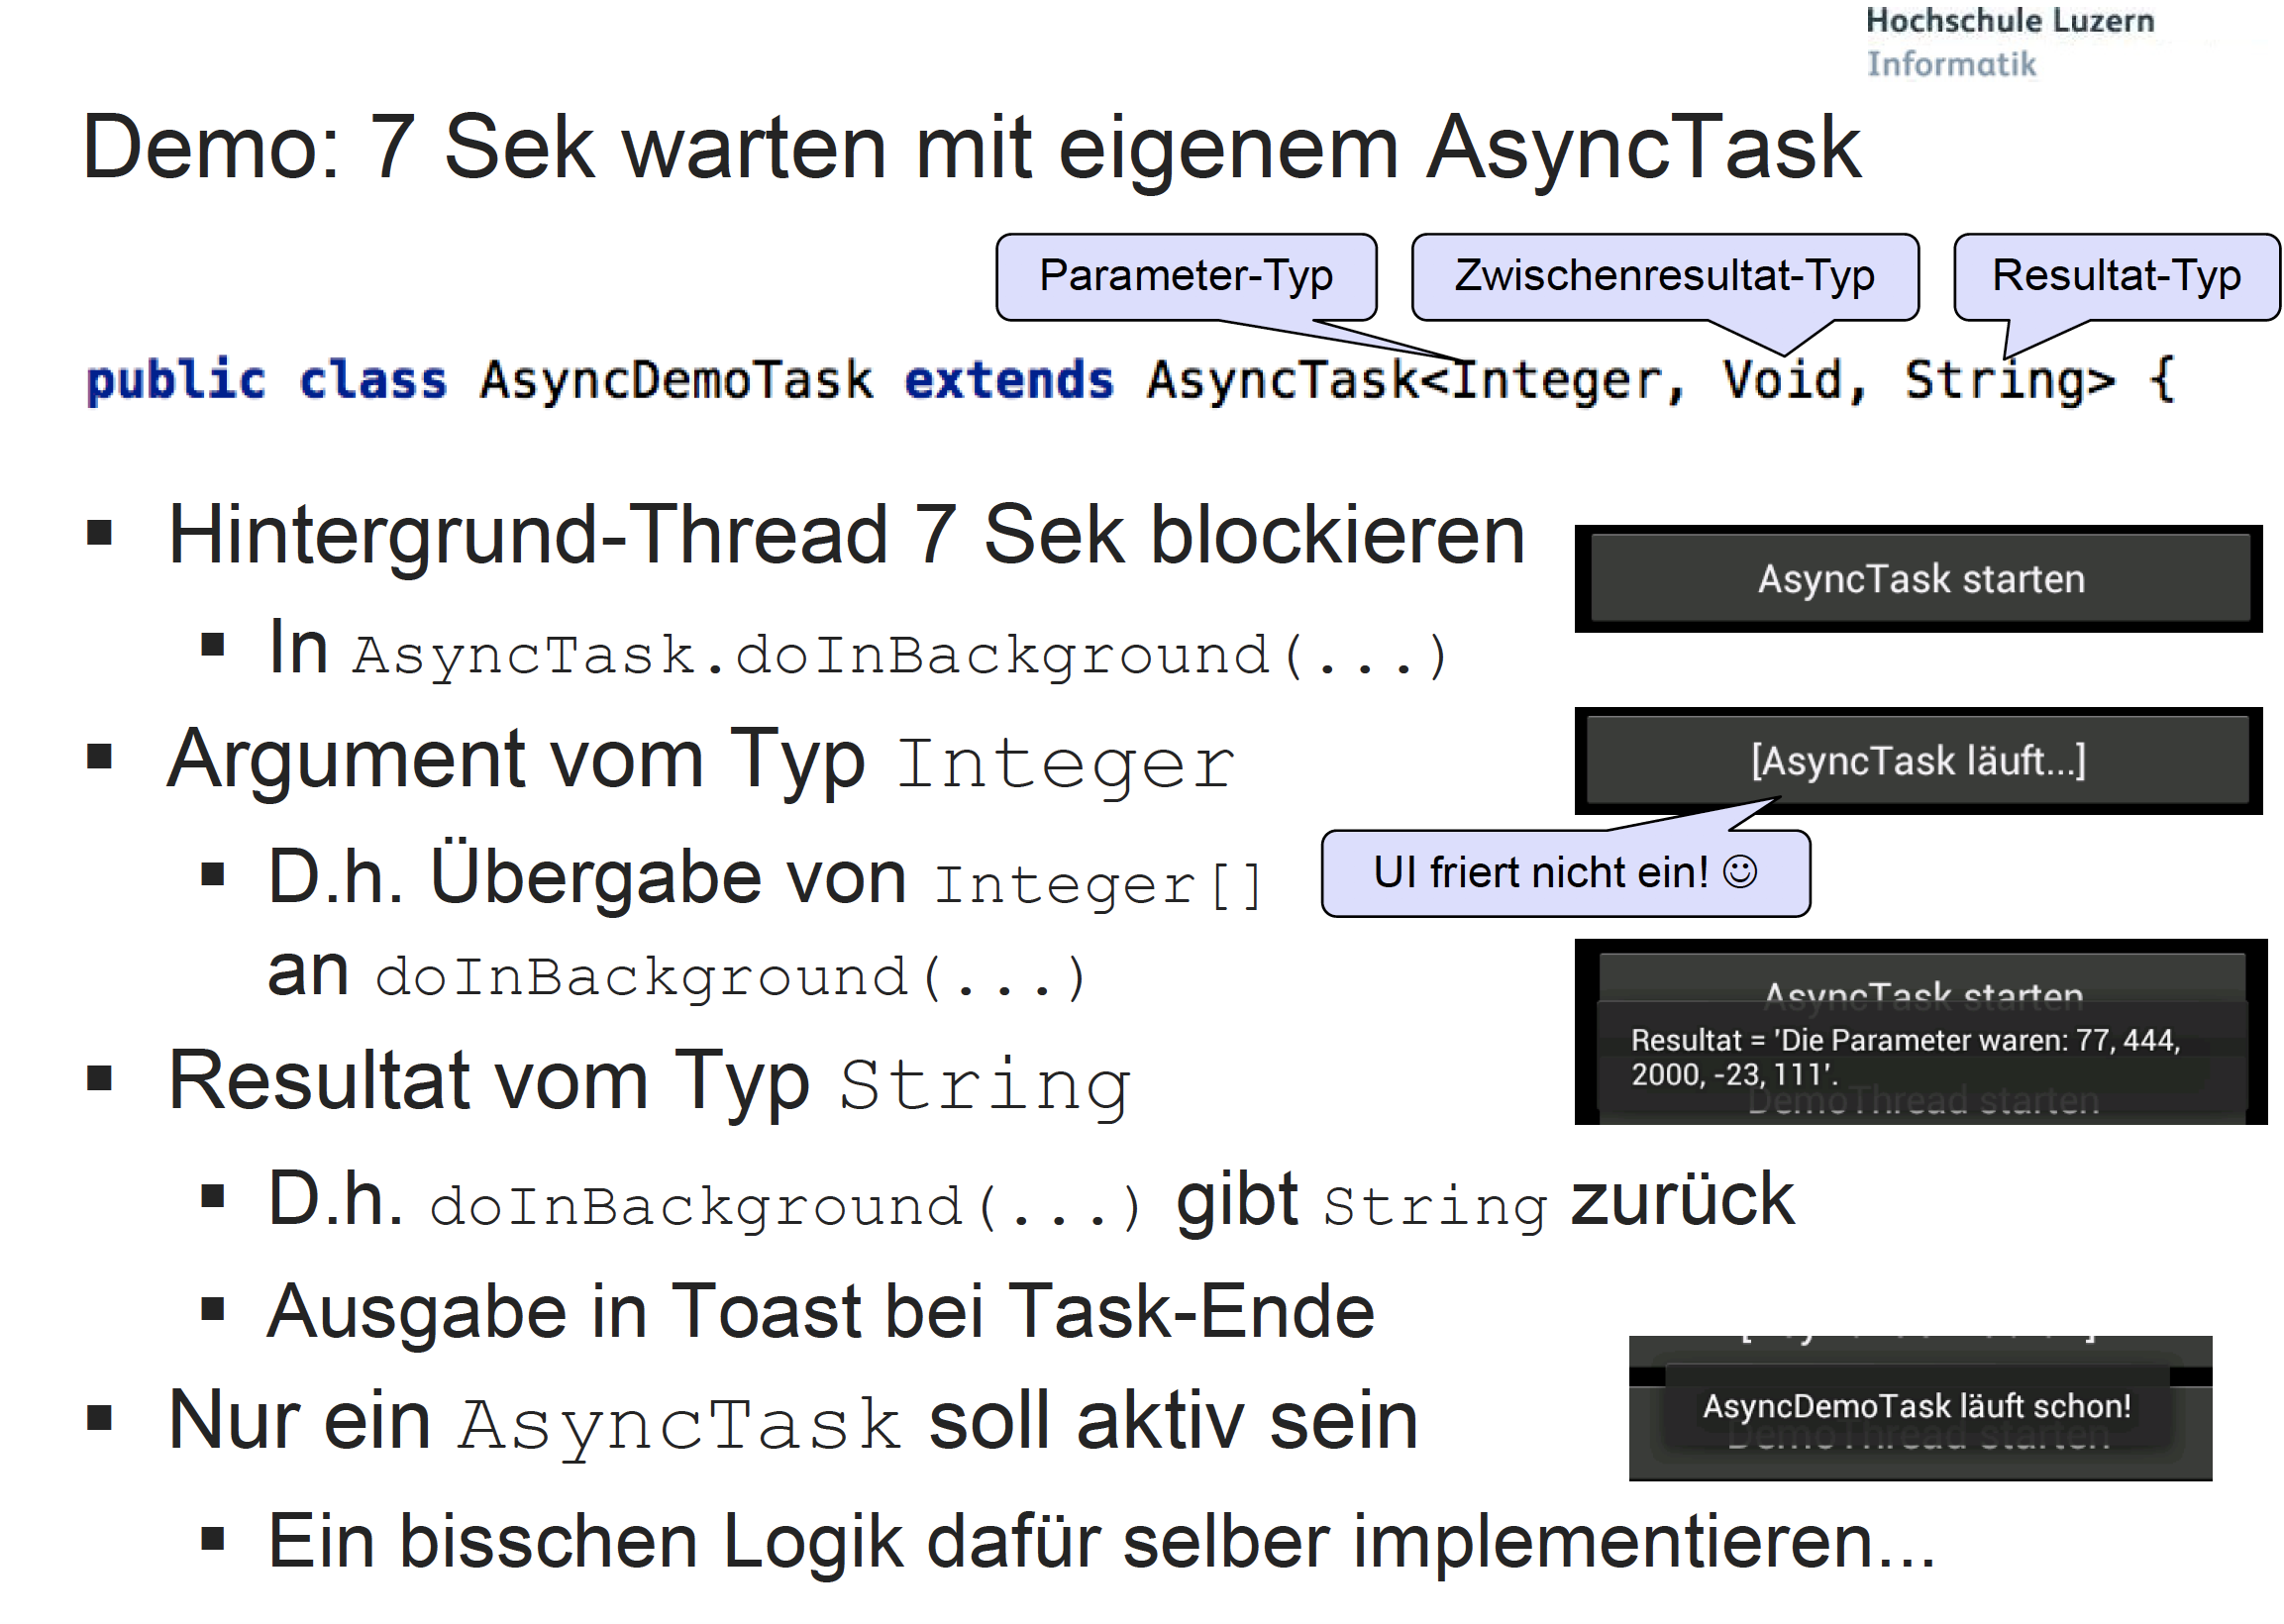 Hochschule Luzern
Informatik
Demo: 7 Sek warten mit eigenem AsyncTask
Parameter-Typ
Zwischenresultat-Typ
Resultat-Typ
public class AsyncDemoTask extends AsyncTask<Integer, Void, String> {
▪ Hintergrund-Thread 7 Sek blockieren
AsyncTask starten
▪ In AsyncTask.doInBackground(...)
▪ Argument vom Typ Integer
[AsyncTask läuft...]
▪ D.h. Übergabe von Integer[]
UI friert nicht ein! ☺
an doInBackground(...)
AsyncTask starten
Resultat = 'Die Parameter waren: 77, 444,
2000, -23, 111'.
DemoThread starten
▪ Resultat vom Typ String
▪ D.h. doInBackground(...) gibt String zurück
▪ Ausgabe in Toast bei Task-Ende
▪ Nur ein AsyncTask soll aktiv sein
AsyncDemoTask läuft schon!
DemoThread starten
▪ Ein bisschen Logik dafür selber implementieren...